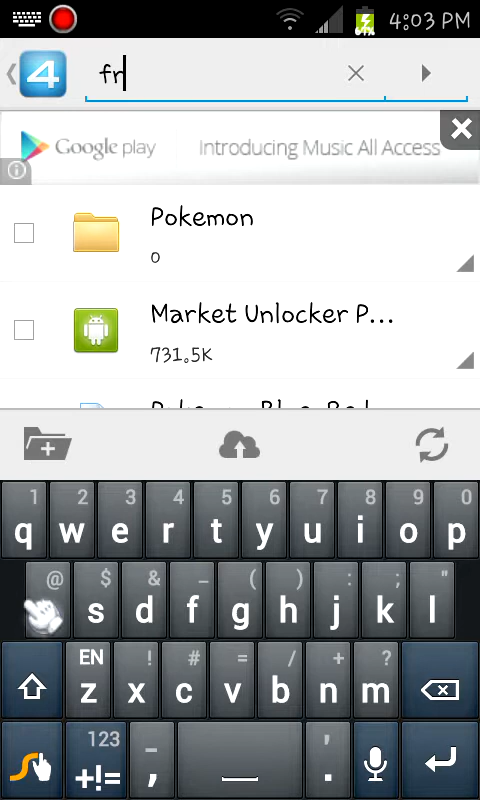 4:03 PM
4
fr
Google play Introducing Music All Access
Pokemon
0
Market Unlocker P...
731.5K
1 2 3 4 5 6 7 8 9 0
q w e r t y u i o p
@ $ & _ ( ) : ; "
s d f g h j k l
EN ! # = / + ?
z x c v b n m
123 _ '
+!= , .